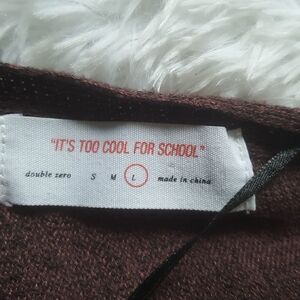 "IT'S TOO COOL FOR SCHOOL"
double zero S M L made in china